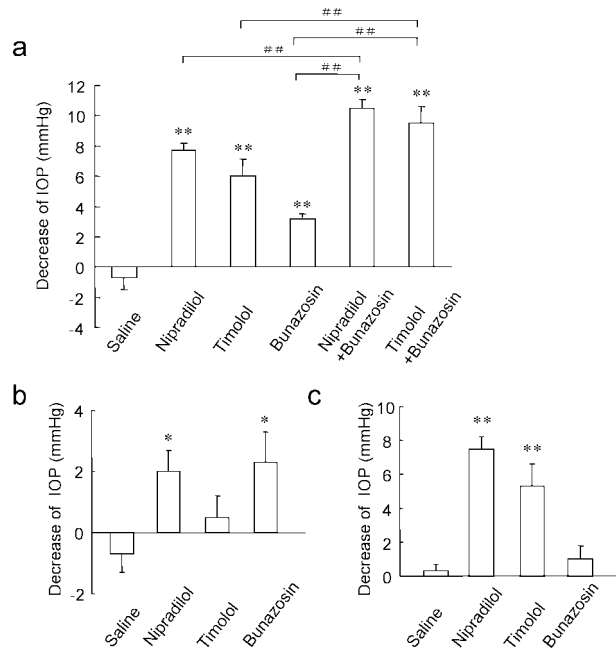 ##
##
a
##
##
12
10
8
6
4
2
0
-2
-4
Decrease of IOP (mmHg)
**
**
**
**
**
Saline
Nipradilol
Timolol
Bunazosin
Nipradilol
+Bunazosin
Timolol
+Bunazosin
b
4
2
0
-2
Decrease of IOP (mmHg)
*
*
Saline
Nipradilol
Timolol
Bunazosin
c
10
8
6
4
2
0
Decrease of IOP (mmHg)
**
**
Saline
Nipradilol
Timolol
Bunazosin